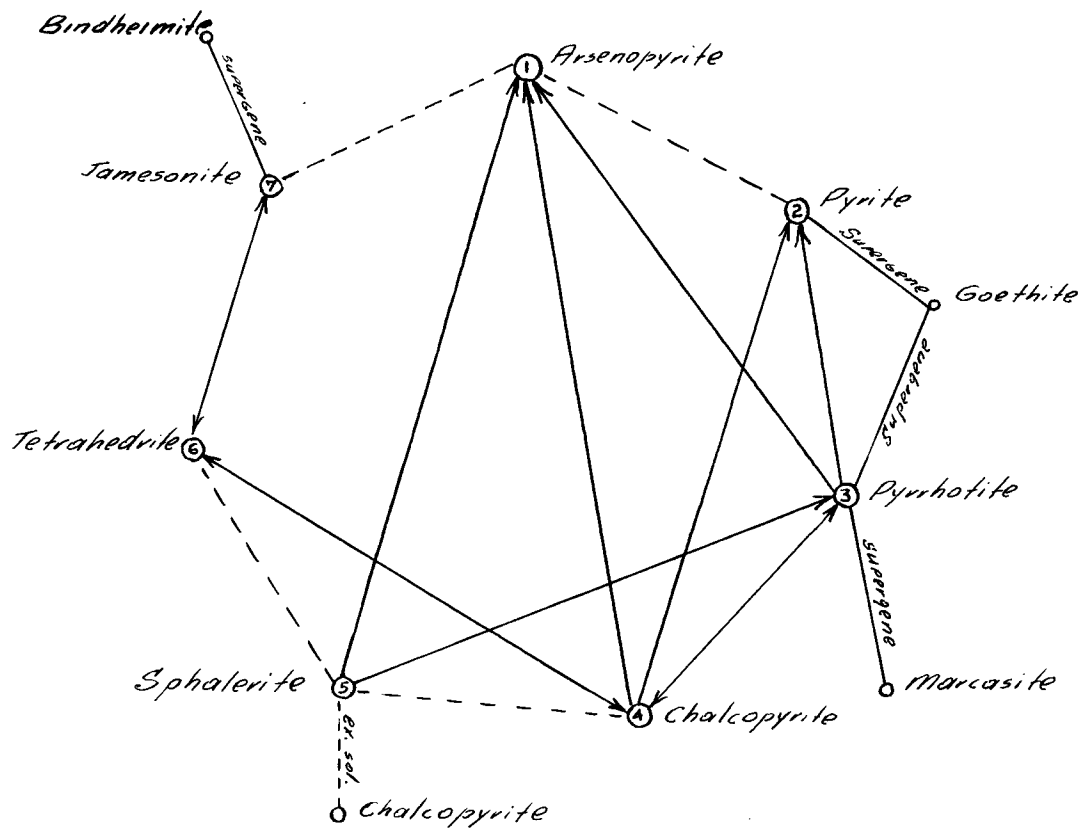 Bindheimite
supergene
1 Arsenopyrite
Jamesonite 7
2 Pyrite
Supergene
Goethite
Supergene
Tetrahedrite 6
3 Pyrrhotite
supergene
Sphalerite 5
4 Chalcopyrite
Marcasite
ex. sol.
Chalcopyrite